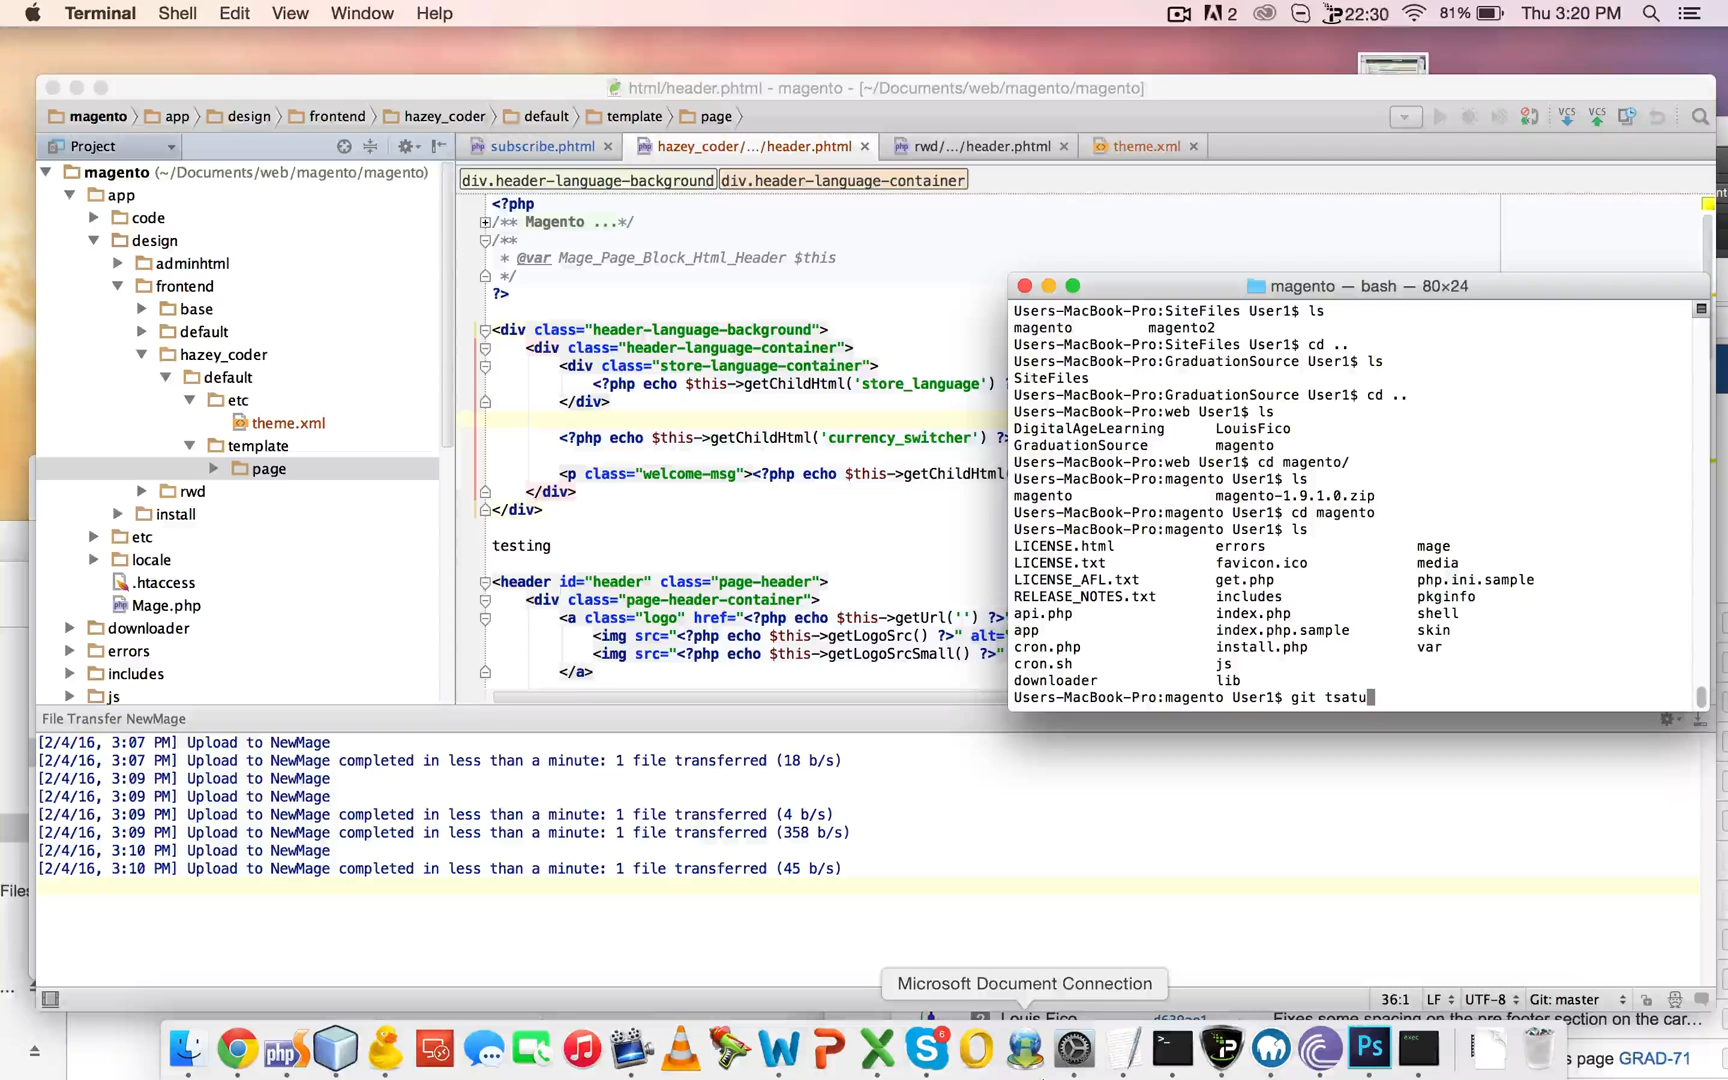 Terminal Shell Edit View Window Help
2 22:30 81% Thu 3:20 PM
html/header.phtml - magento - [~/Documents/web/magento/magento]
magento app design frontend hazey_coder default template page
Project
subscribe.phtml hazey_coder/.../header.phtml rwd/.../header.phtml theme.xml
div.header-language-background div.header-language-container
magento (~/Documents/web/magento/magento)
app
code
design
adminhtml
frontend
base
default
hazey_coder
default
etc
theme.xml
template
page
rwd
install
etc
locale
.htaccess
Mage.php
downloader
errors
includes
js
<?php
/** Magento ...*/
/**
* @var Mage_Page_Block_Html_Header $this
*/
?>
<div class="header-language-background">
<div class="header-language-container">
<div class="store-language-container">
<?php echo $this->getChildHtml('store_language') ?
</div>
<?php echo $this->getChildHtml('currency_switcher') ?>
<p class="welcome-msg"><?php echo $this->getChildHtml(
</div>
</div>
testing
<header id="header" class="page-header">
<div class="page-header-container">
<a class="logo" href="<?php echo $this->getUrl('') ?>"
<img src="<?php echo $this->getLogoSrc() ?>" alt=
<img src="<?php echo $this->getLogoSrcSmall() ?>"
</a>
magento — bash — 80×24
Users-MacBook-Pro:SiteFiles User1$ ls
magento magento2
Users-MacBook-Pro:SiteFiles User1$ cd ..
Users-MacBook-Pro:GraduationSource User1$ ls
SiteFiles
Users-MacBook-Pro:GraduationSource User1$ cd ..
Users-MacBook-Pro:web User1$ ls
DigitalAgeLearning LouisFico
GraduationSource magento
Users-MacBook-Pro:web User1$ cd magento/
Users-MacBook-Pro:magento User1$ ls
magento magento-1.9.1.0.zip
Users-MacBook-Pro:magento User1$ cd magento
Users-MacBook-Pro:magento User1$ ls
LICENSE.html errors mage
LICENSE.txt favicon.ico media
LICENSE_AFL.txt get.php php.ini.sample
RELEASE_NOTES.txt includes pkginfo
api.php index.php shell
app index.php.sample skin
cron.php install.php var
cron.sh js
downloader lib
Users-MacBook-Pro:magento User1$ git tsatu
File Transfer NewMage
[2/4/16, 3:07 PM] Upload to NewMage
[2/4/16, 3:07 PM] Upload to NewMage completed in less than a minute: 1 file transferred (18 b/s)
[2/4/16, 3:09 PM] Upload to NewMage
[2/4/16, 3:09 PM] Upload to NewMage
[2/4/16, 3:09 PM] Upload to NewMage completed in less than a minute: 1 file transferred (4 b/s)
[2/4/16, 3:09 PM] Upload to NewMage completed in less than a minute: 1 file transferred (358 b/s)
[2/4/16, 3:10 PM] Upload to NewMage
[2/4/16, 3:10 PM] Upload to NewMage completed in less than a minute: 1 file transferred (45 b/s)
Files
Microsoft Document Connection
36:1 LF UTF-8 Git: master
Louis Fico Fixes some spacing on the pre footer section on the car...
s page GRAD-71